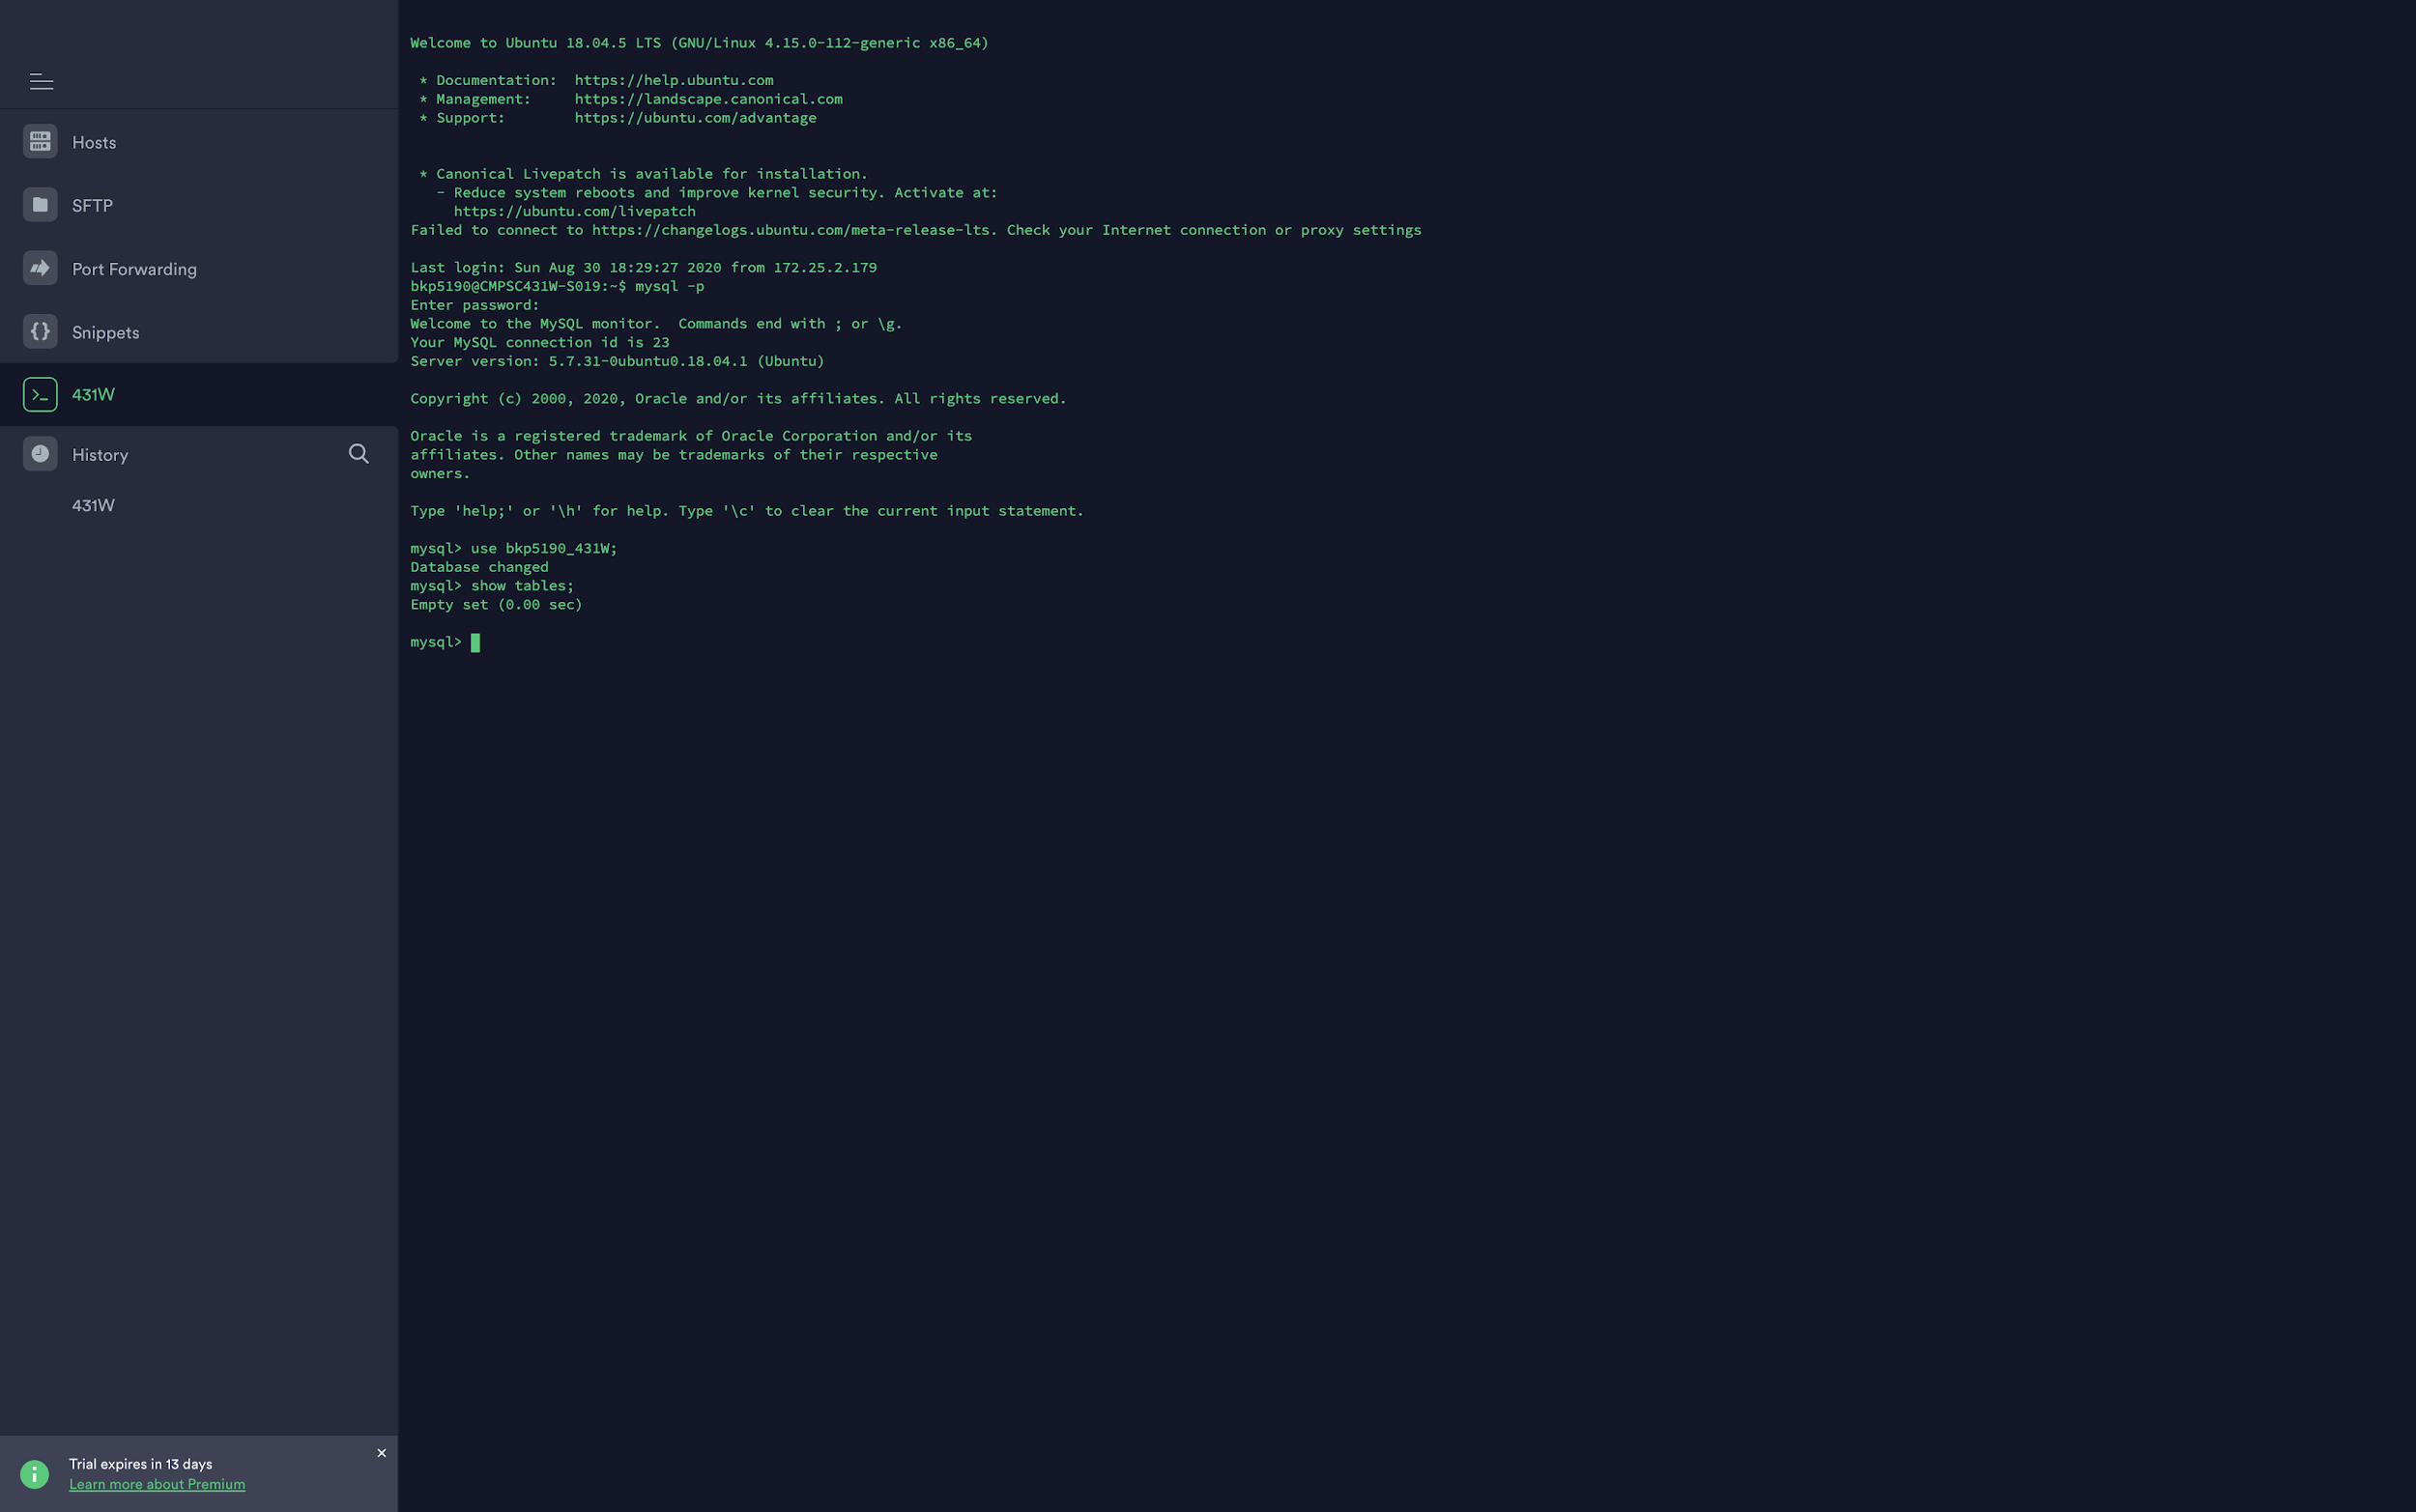 Hosts
SFTP
Port Forwarding
Snippets
431W
History
431W
Trial expires in 13 days
Learn more about Premium
Welcome to Ubuntu 18.04.5 LTS (GNU/Linux 4.15.0-112-generic x86_64)
* Documentation:  https://help.ubuntu.com
* Management:     https://landscape.canonical.com
* Support:        https://ubuntu.com/advantage
* Canonical Livepatch is available for installation.
- Reduce system reboots and improve kernel security. Activate at:
https://ubuntu.com/livepatch
Failed to connect to https://changelogs.ubuntu.com/meta-release-lts. Check your Internet connection or proxy settings
Last login: Sun Aug 30 18:29:27 2020 from 172.25.2.179
bkp5190@CMPSC431W-S019:~$ mysql -p
Enter password:
Welcome to the MySQL monitor.  Commands end with ; or \g.
Your MySQL connection id is 23
Server version: 5.7.31-0ubuntu0.18.04.1 (Ubuntu)
Copyright (c) 2000, 2020, Oracle and/or its affiliates. All rights reserved.
Oracle is a registered trademark of Oracle Corporation and/or its
affiliates. Other names may be trademarks of their respective
owners.
Type 'help;' or '\h' for help. Type '\c' to clear the current input statement.
mysql> use bkp5190_431W;
Database changed
mysql> show tables;
Empty set (0.00 sec)
mysql>